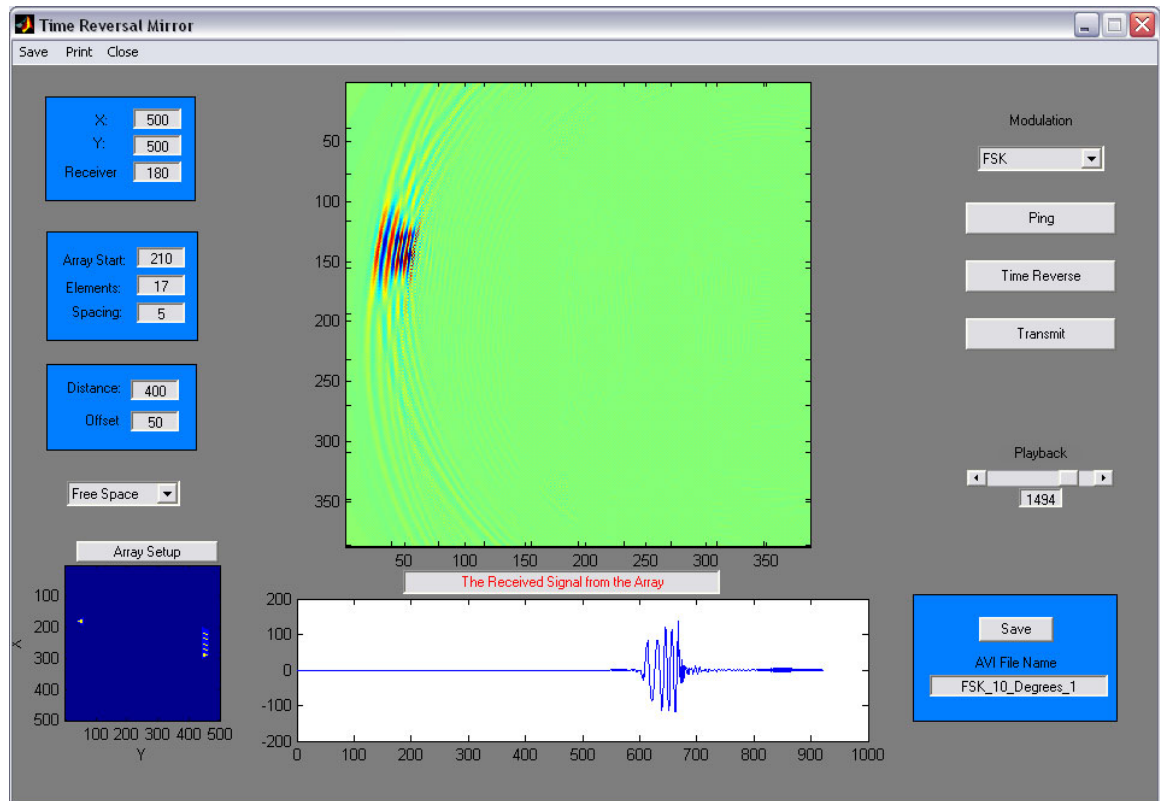 Time Reversal Mirror
Save Print Close
X: 500
Y: 500
Receiver 180
Array Start: 210
Elements: 17
Spacing: 5
Distance: 400
Offset 50
Free Space
Array Setup
100
200
300
400
500
X
100 200 300 400 500
Y
50
100
150
200
250
300
350
50 100 150 200 250 300 350
The Received Signal from the Array
200
100
0
-100
-200
0 100 200 300 400 500 600 700 800 900 1000
Modulation
FSK
Ping
Time Reverse
Transmit
Playback
1494
Save
AVI File Name
FSK_10_Degrees_1